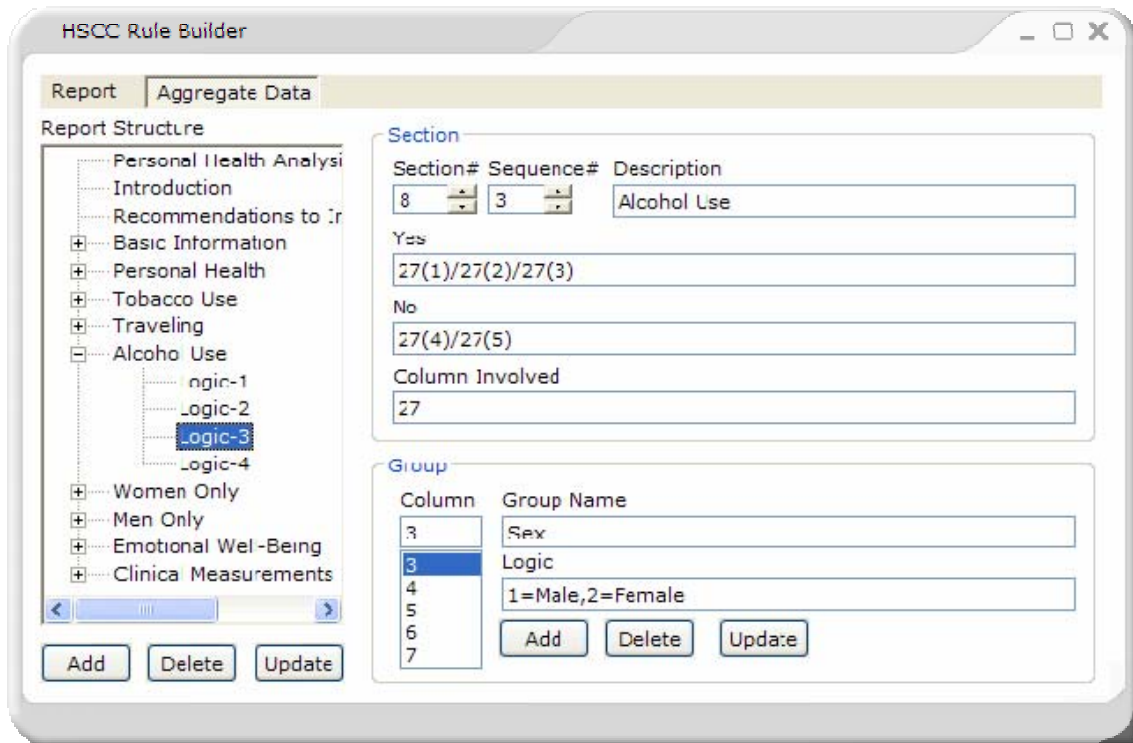 HSCC Rule Builder
Report
Aggregate Data
Report Structure
Personal Health Analysi
Introduction
Recommendations to Ir
Basic Information
Personal Health
Tobacco Use
Traveling
Alcoho Use
Logic-1
Logic-2
Logic-3
Logic-4
Women Only
Men Only
Emotional Well-Being
Clinical Measurements
Add
Delete
Update
Section
Section# Sequence# Description
8
3
Alcohol Use
Yes
27(1)/27(2)/27(3)
No
27(4)/27(5)
Column Involved
27
Group
Column
Group Name
3
Sex
3
4
5
6
7
Logic
1=Male,2=Female
Add
Delete
Update